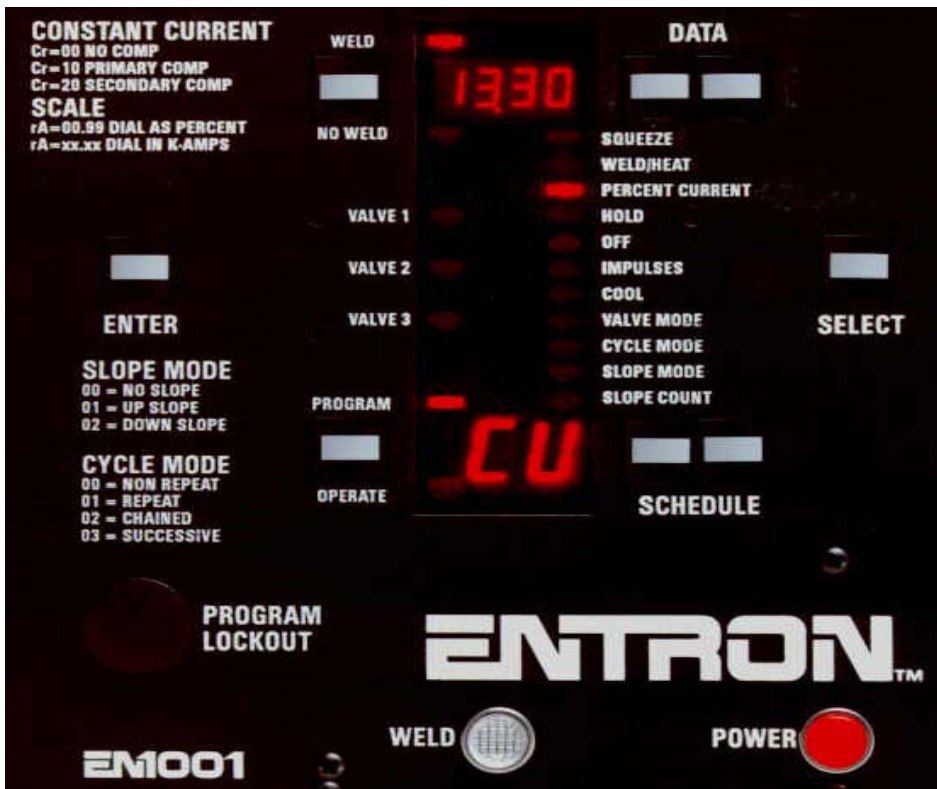 CONSTANT CURRENT
Cr=00 NO COMP
Cr=10 PRIMARY COMP
Cr=20 SECONDARY COMP
SCALE
rA=00.99 DIAL AS PERCENT
rA=xx.xx DIAL IN K-AMPS
WELD
NO WELD
13.30
DATA
SQUEEZE
WELD/HEAT
PERCENT CURRENT
HOLD
OFF
IMPULSES
COOL
VALVE MODE
CYCLE MODE
SLOPE MODE
SLOPE COUNT
VALVE 1
VALVE 2
VALVE 3
ENTER
SELECT
SLOPE MODE
00 = NO SLOPE
01 = UP SLOPE
02 = DOWN SLOPE
CYCLE MODE
00 = NON REPEAT
01 = REPEAT
02 = CHAINED
03 = SUCCESSIVE
PROGRAM
OPERATE
CU
SCHEDULE
PROGRAM
LOCKOUT
ENTRON™
WELD
POWER
EN1001